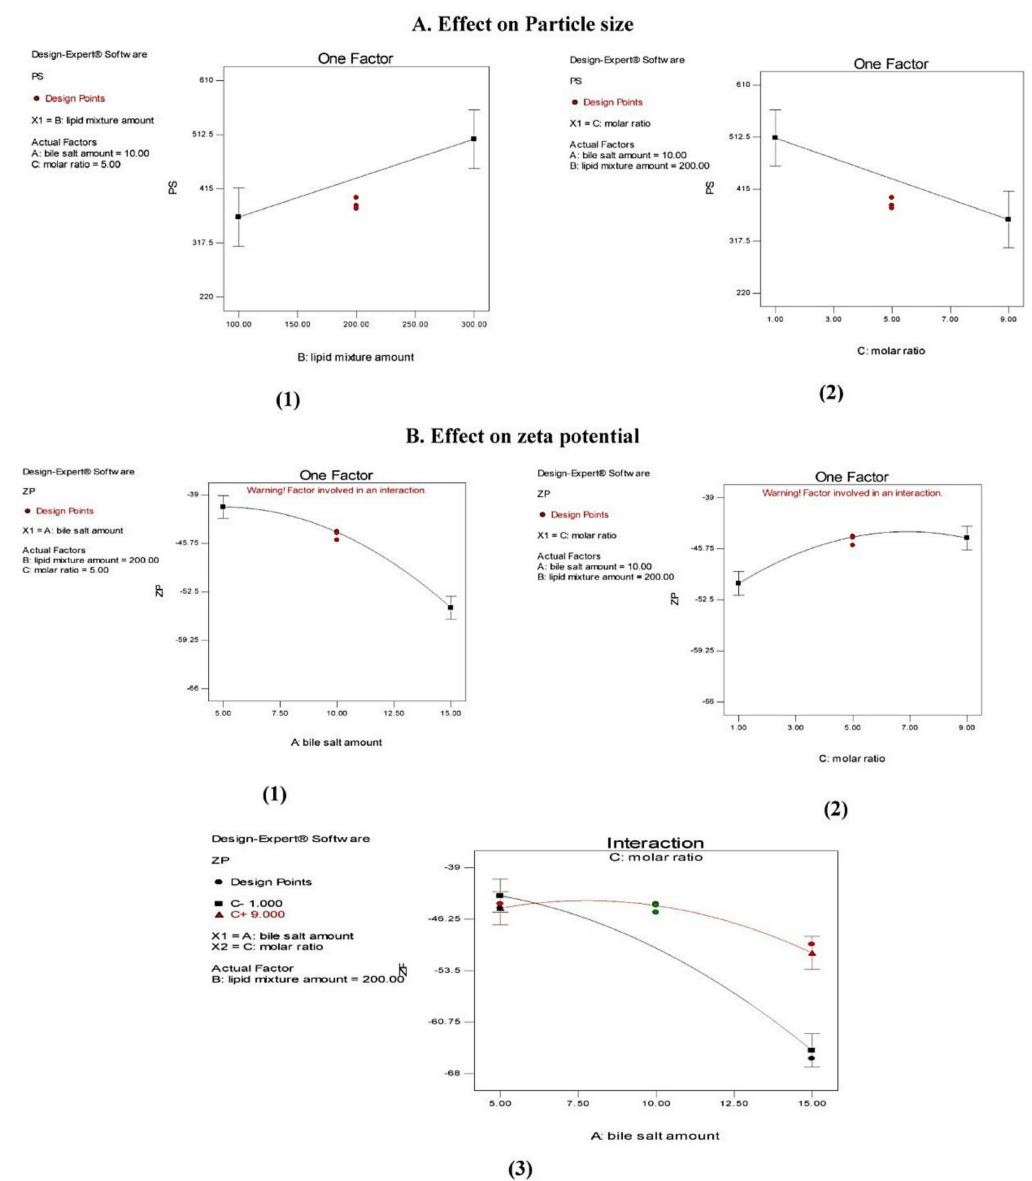 A. Effect on Particle size
Design-Expert® Software
PS
Design Points
X1 = B: lipid mixture amount
Actual Factors
A: bile salt amount = 10.00
C: molar ratio = 5.00
One Factor
610
512.5
415
317.5
220
PS
100.00 150.00 200.00 250.00 300.00
B: lipid mixture amount
(1)
Design-Expert® Software
PS
Design Points
X1 = C: molar ratio
Actual Factors
A: bile salt amount = 10.00
B: lipid mixture amount = 200.00
One Factor
610
512.5
415
317.5
220
PS
1.00 3.00 5.00 7.00 9.00
C: molar ratio
(2)
B. Effect on zeta potential
Design-Expert® Software
ZP
Design Points
X1 = A: bile salt amount
Actual Factors
B: lipid mixture amount = 200.00
C: molar ratio = 5.00
One Factor
Warning! Factor involved in an interaction.
-39
-45.75
-52.5
-59.25
-66
ZP
5.00 7.50 10.00 12.50 15.00
A: bile salt amount
(1)
Design-Expert® Software
ZP
Design Points
X1 = C: molar ratio
Actual Factors
A: bile salt amount = 10.00
B: lipid mixture amount = 200.00
One Factor
Warning! Factor involved in an interaction.
-39
-45.75
-52.5
-59.25
-66
ZP
1.00 3.00 5.00 7.00 9.00
C: molar ratio
(2)
Design-Expert® Software
ZP
Design Points
C- 1.000
C+ 9.000
X1 = A: bile salt amount
X2 = C: molar ratio
Actual Factor
B: lipid mixture amount = 200.00
Interaction
C: molar ratio
-39
-46.25
-53.5
-60.75
-68
ZP
5.00 7.50 10.00 12.50 15.00
A: bile salt amount
(3)